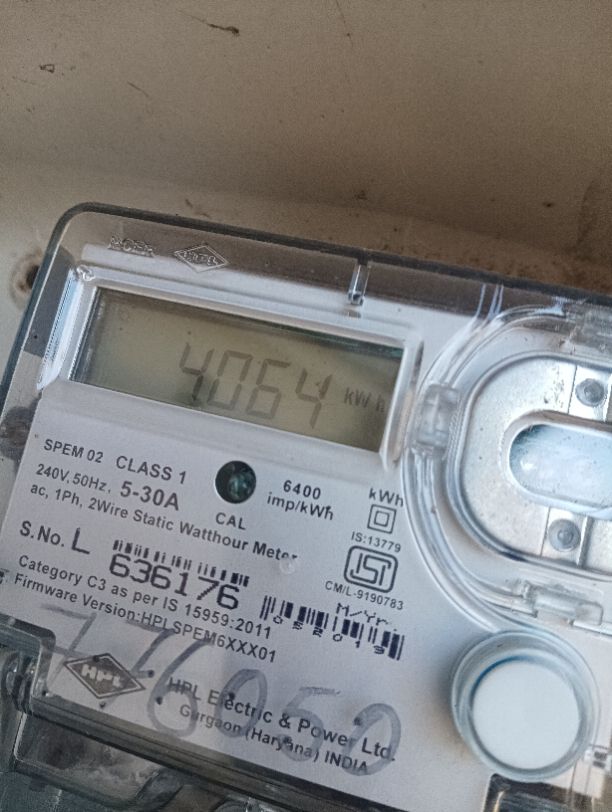 HPL
4064 kWh
SPEM 02 CLASS 1
240V, 50Hz, 5-30A
ac, 1Ph, 2Wire Static Watthour Meter
CAL
6400
imp/kWh
kWh
IS:13779
ISI
CM/L-9190783
S.No. L 636176
M/Yr.
Category C3 as per IS 15959:2011
Firmware Version:HPLSPEM6XXX01
HPL
HPL Electric & Power Ltd.
Gurgaon (Haryana) INDIA